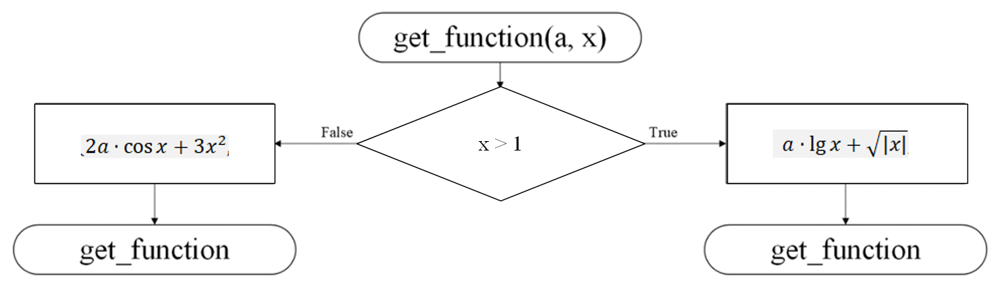 get_function(a, x)
False
x > 1
True
2a · cos x + 3x²,
a · lg x + √|x|
get_function
get_function